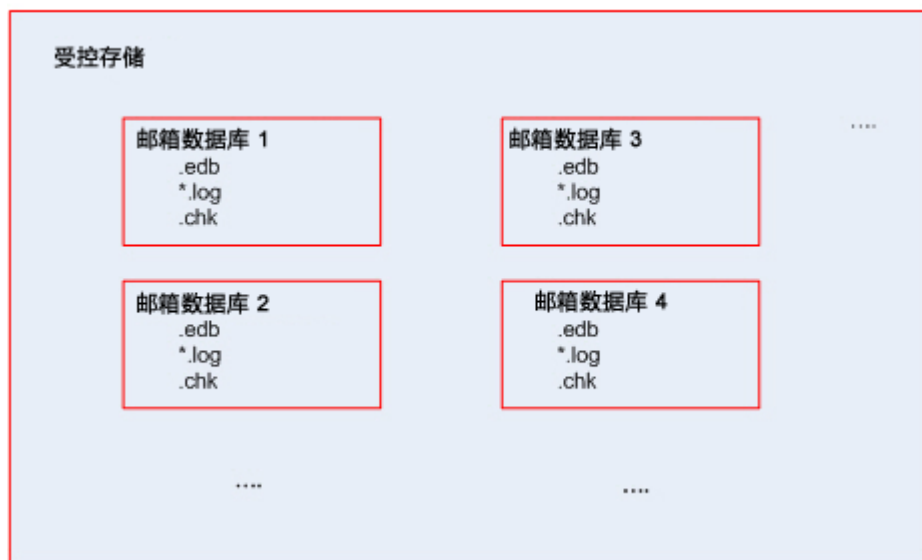 受控存储
邮箱数据库 1
.edb
*.log
.chk
邮箱数据库 2
.edb
*.log
.chk
....
邮箱数据库 3
.edb
*.log
.chk
邮箱数据库 4
.edb
*.log
.chk
....
....